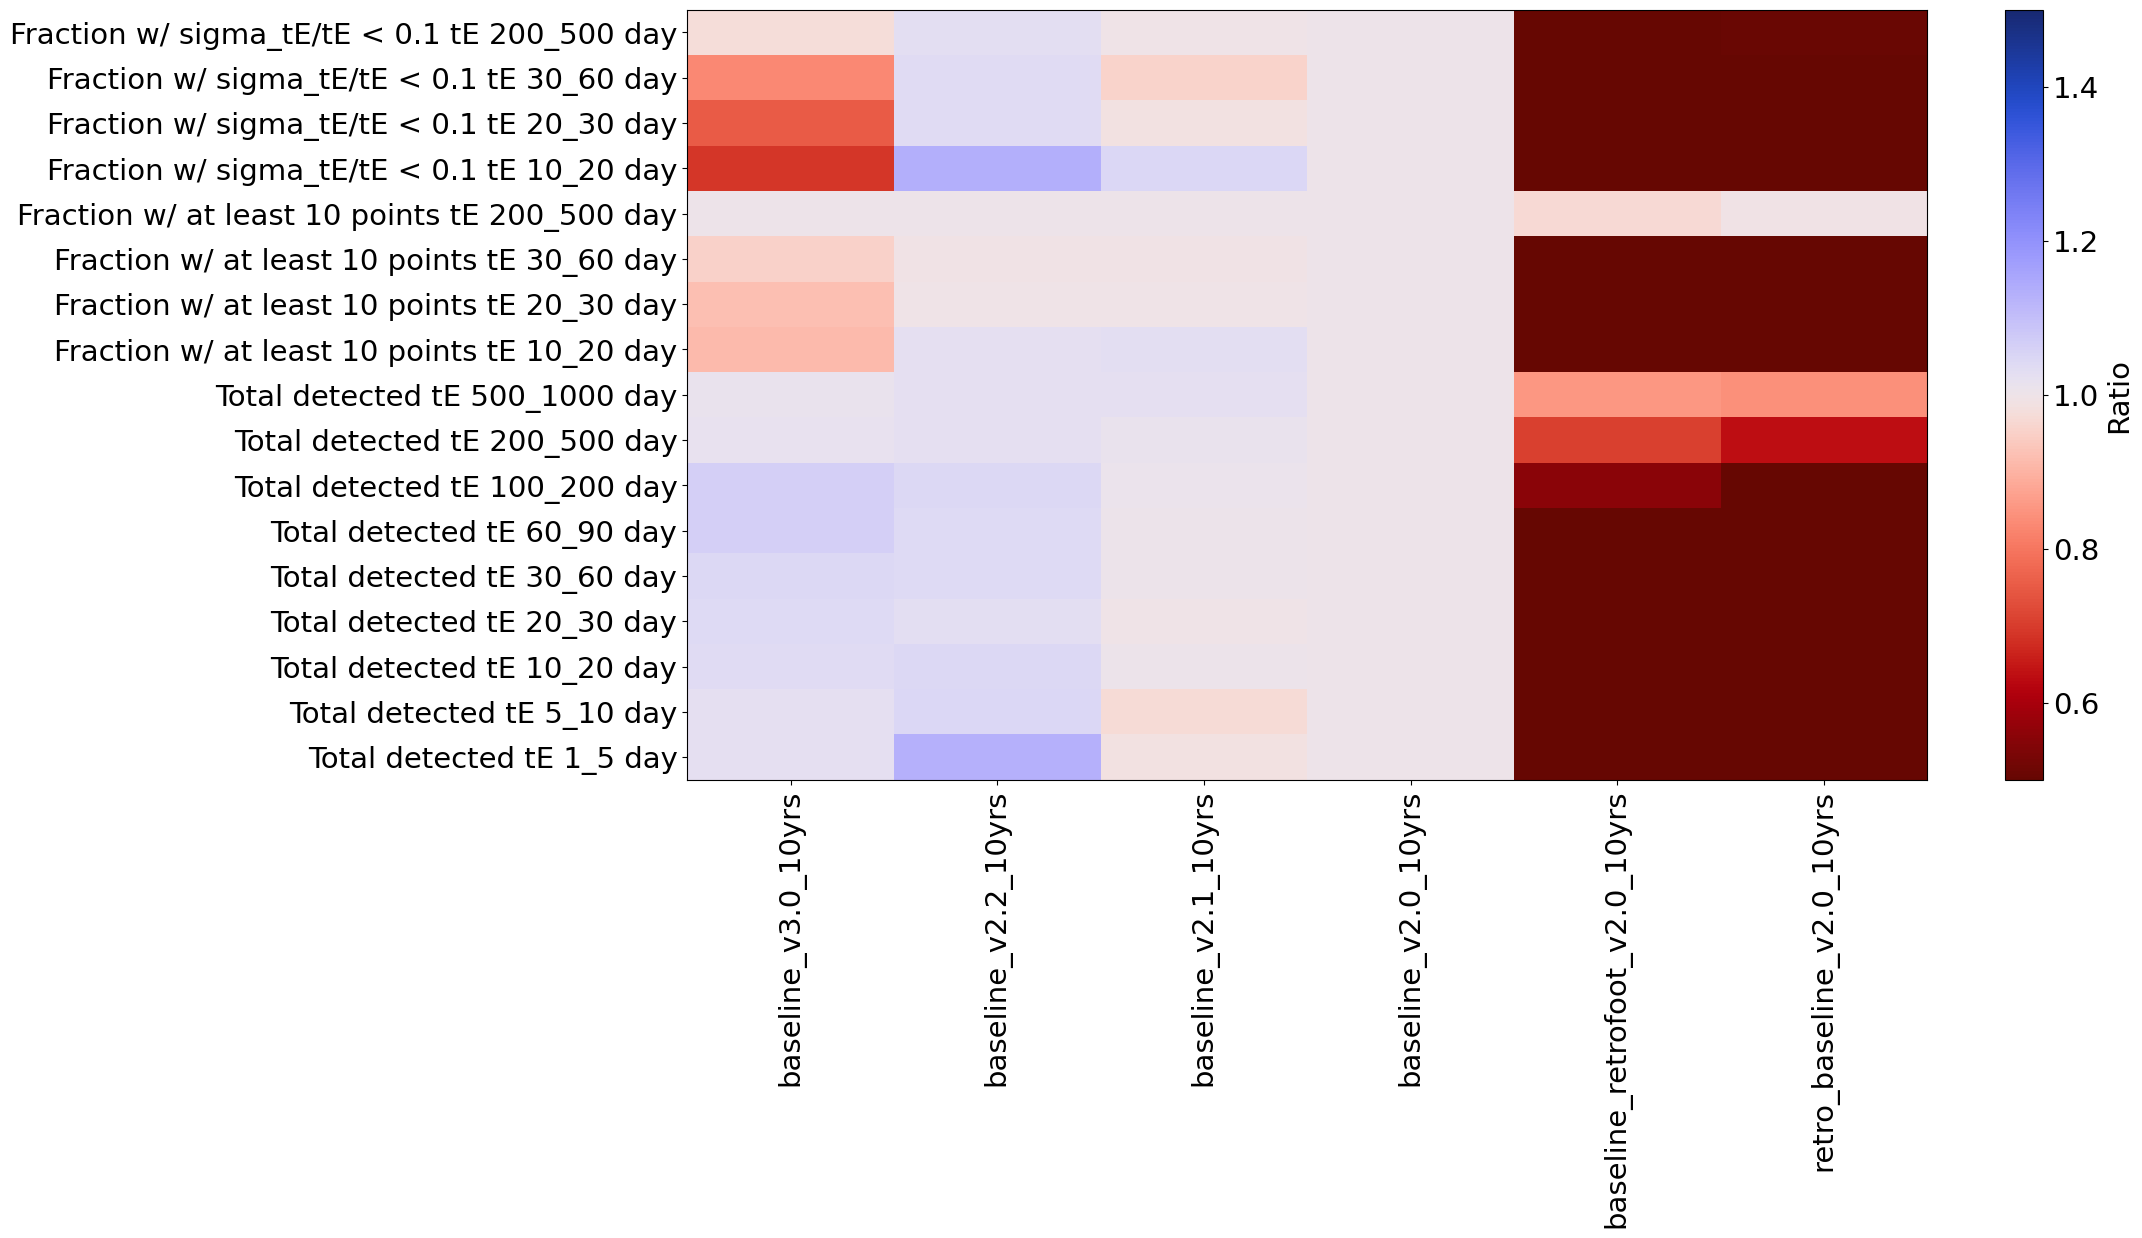 Fraction w/ sigma_tE/tE < 0.1 tE 200_500 day
Fraction w/ sigma_tE/tE < 0.1 tE 30_60 day
Fraction w/ sigma_tE/tE < 0.1 tE 20_30 day
Fraction w/ sigma_tE/tE < 0.1 tE 10_20 day
Fraction w/ at least 10 points tE 200_500 day
Fraction w/ at least 10 points tE 30_60 day
Fraction w/ at least 10 points tE 20_30 day
Fraction w/ at least 10 points tE 10_20 day
Total detected tE 500_1000 day
Total detected tE 200_500 day
Total detected tE 100_200 day
Total detected tE 60_90 day
Total detected tE 30_60 day
Total detected tE 20_30 day
Total detected tE 10_20 day
Total detected tE 5_10 day
Total detected tE 1_5 day
baseline_v3.0_10yrs
baseline_v2.2_10yrs
baseline_v2.1_10yrs
baseline_v2.0_10yrs
baseline_retrofoot_v2.0_10yrs
retro_baseline_v2.0_10yrs
1.4
1.2
1.0
0.8
0.6
Ratio